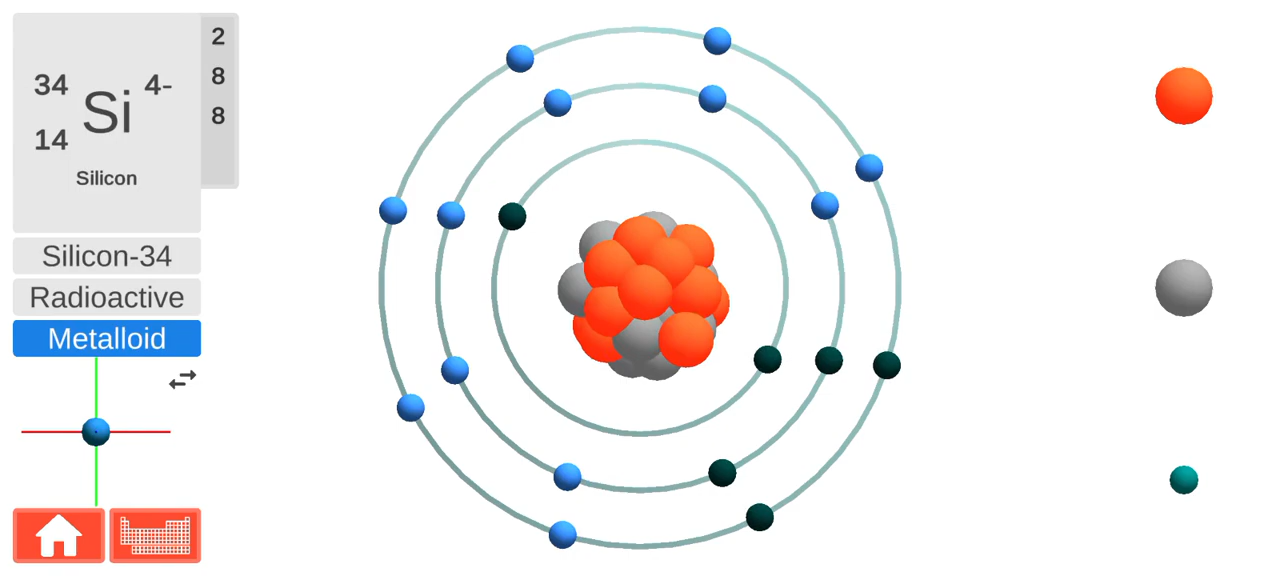 34
14
Si
4-
Silicon
2
8
8
Silicon-34
Radioactive
Metalloid